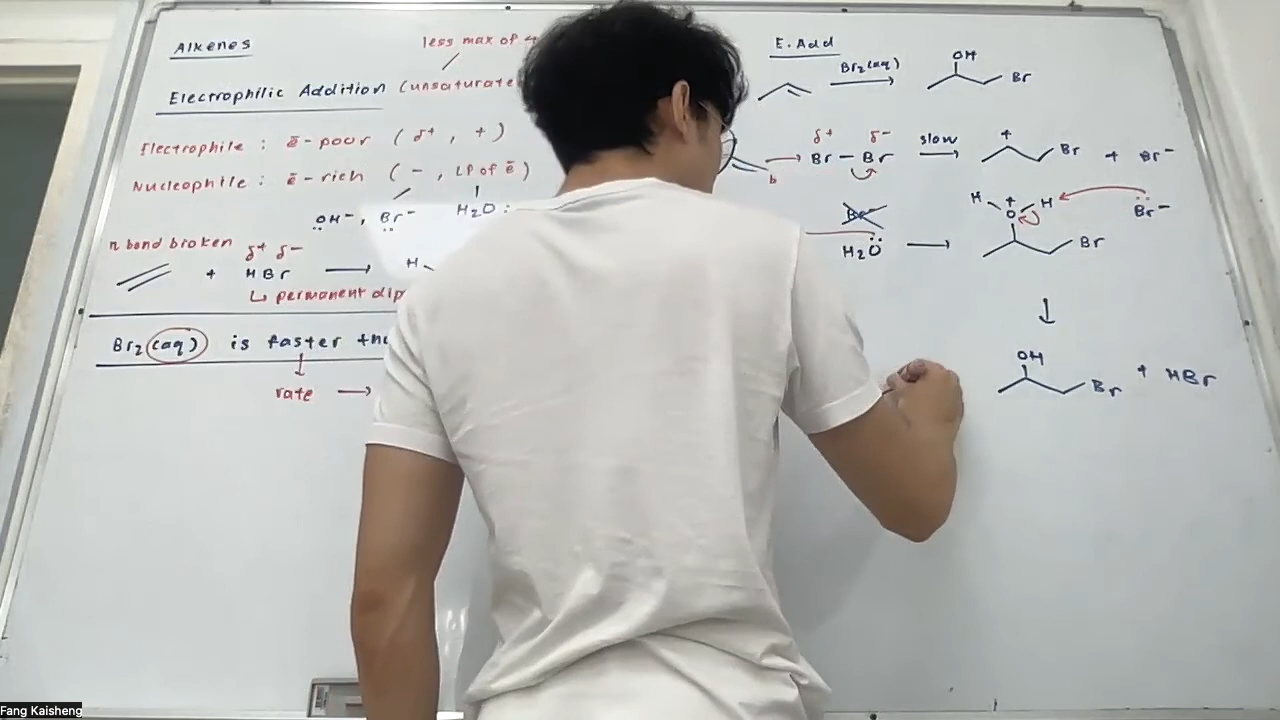 Alkenes
less max of
Electrophilic Addition (unsaturate
Electrophile : ē-poor ( δ+ , + )
Nucleophile : ē-rich ( - , LP of ē )
OH⁻ , Br⁻ H₂O :
π bond broken δ+ δ-
+ HBr ⟶ H
↳ permanent dip
Br₂ (aq) is faster
↓
rate ⟶
E. Add
Br₂(aq)
OH
Br
δ+ δ-
b Br - Br slow + Br + Br⁻
Br⁻
H₂O ⟶
H O+ H Br⁻
Br
↓
OH
Br + HBr
Fang Kaisheng